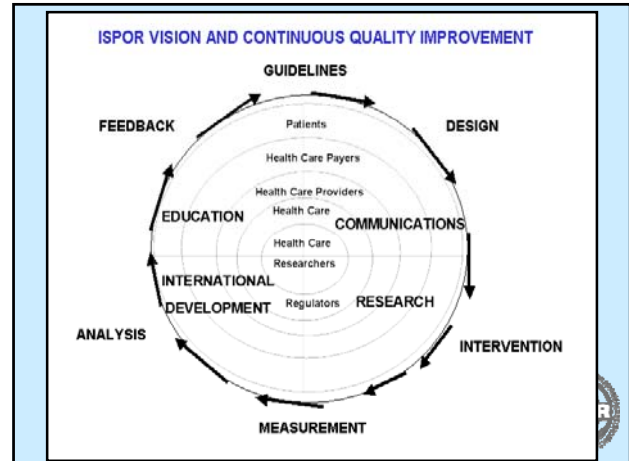 ISPOR VISION AND CONTINUOUS QUALITY IMPROVEMENT
GUIDELINES
FEEDBACK
DESIGN
Patients
Health Care Payers
Health Care Providers
Health Care
EDUCATION
COMMUNICATIONS
Health Care
Researchers
INTERNATIONAL
DEVELOPMENT
Regulators
RESEARCH
ANALYSIS
INTERVENTION
MEASUREMENT